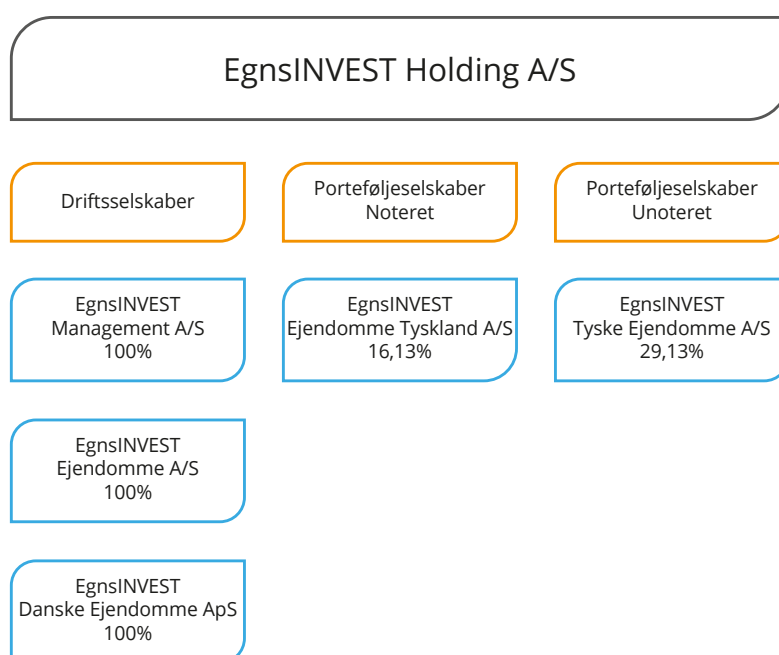 EgnsINVEST Holding A/S
Driftsselskaber
Porteføljeselskaber
Noteret
Porteføljeselskaber
Unoteret
EgnsINVEST
Management A/S
100%
EgnsINVEST
Ejendomme Tyskland A/S
16,13%
EgnsINVEST
Tyske Ejendomme A/S
29,13%
EgnsINVEST
Ejendomme A/S
100%
EgnsINVEST
Danske Ejendomme ApS
100%